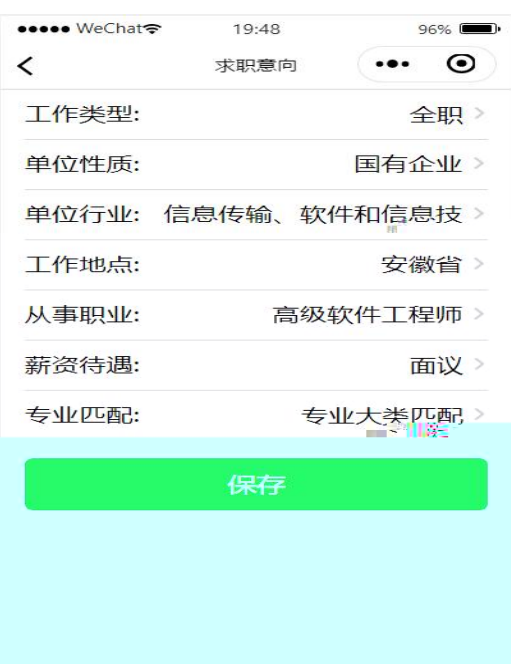 WeChat 19:48 96%
求职意向
工作类型: 全职
单位性质: 国有企业
单位行业: 信息传输、软件和信息技
工作地点: 安徽省
从事职业: 高级软件工程师
薪资待遇: 面议
专业匹配: 专业大类匹配
保存